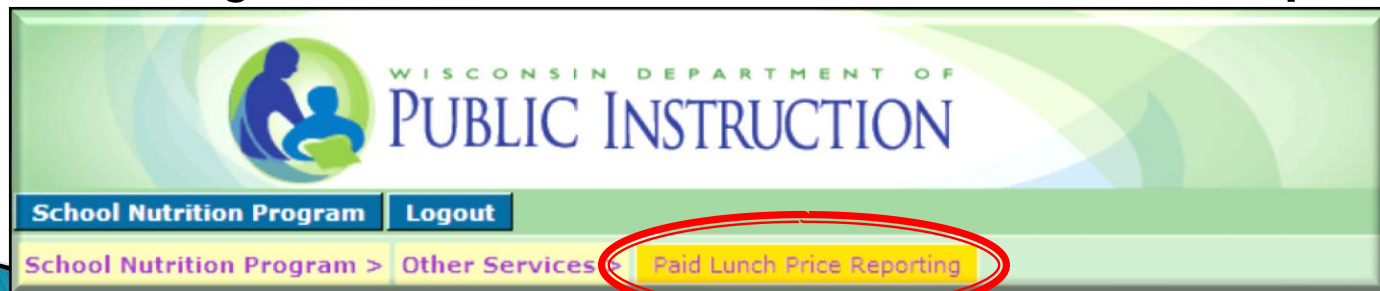 WISCONSIN DEPARTMENT OF
PUBLIC INSTRUCTION
School Nutrition Program Logout
School Nutrition Program > Other Services > Paid Lunch Price Reporting